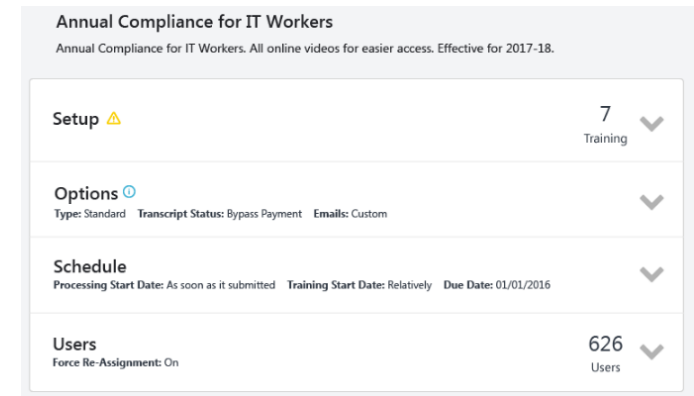 Annual Compliance for IT Workers
Annual Compliance for IT Workers. All online videos for easier access. Effective for 2017-18.
Setup
7
Training
Options
Type: Standard Transcript Status: Bypass Payment Emails: Custom
Schedule
Processing Start Date: As soon as it submitted Training Start Date: Relatively Due Date: 01/01/2016
Users
Force Re-Assignment: On
626
Users